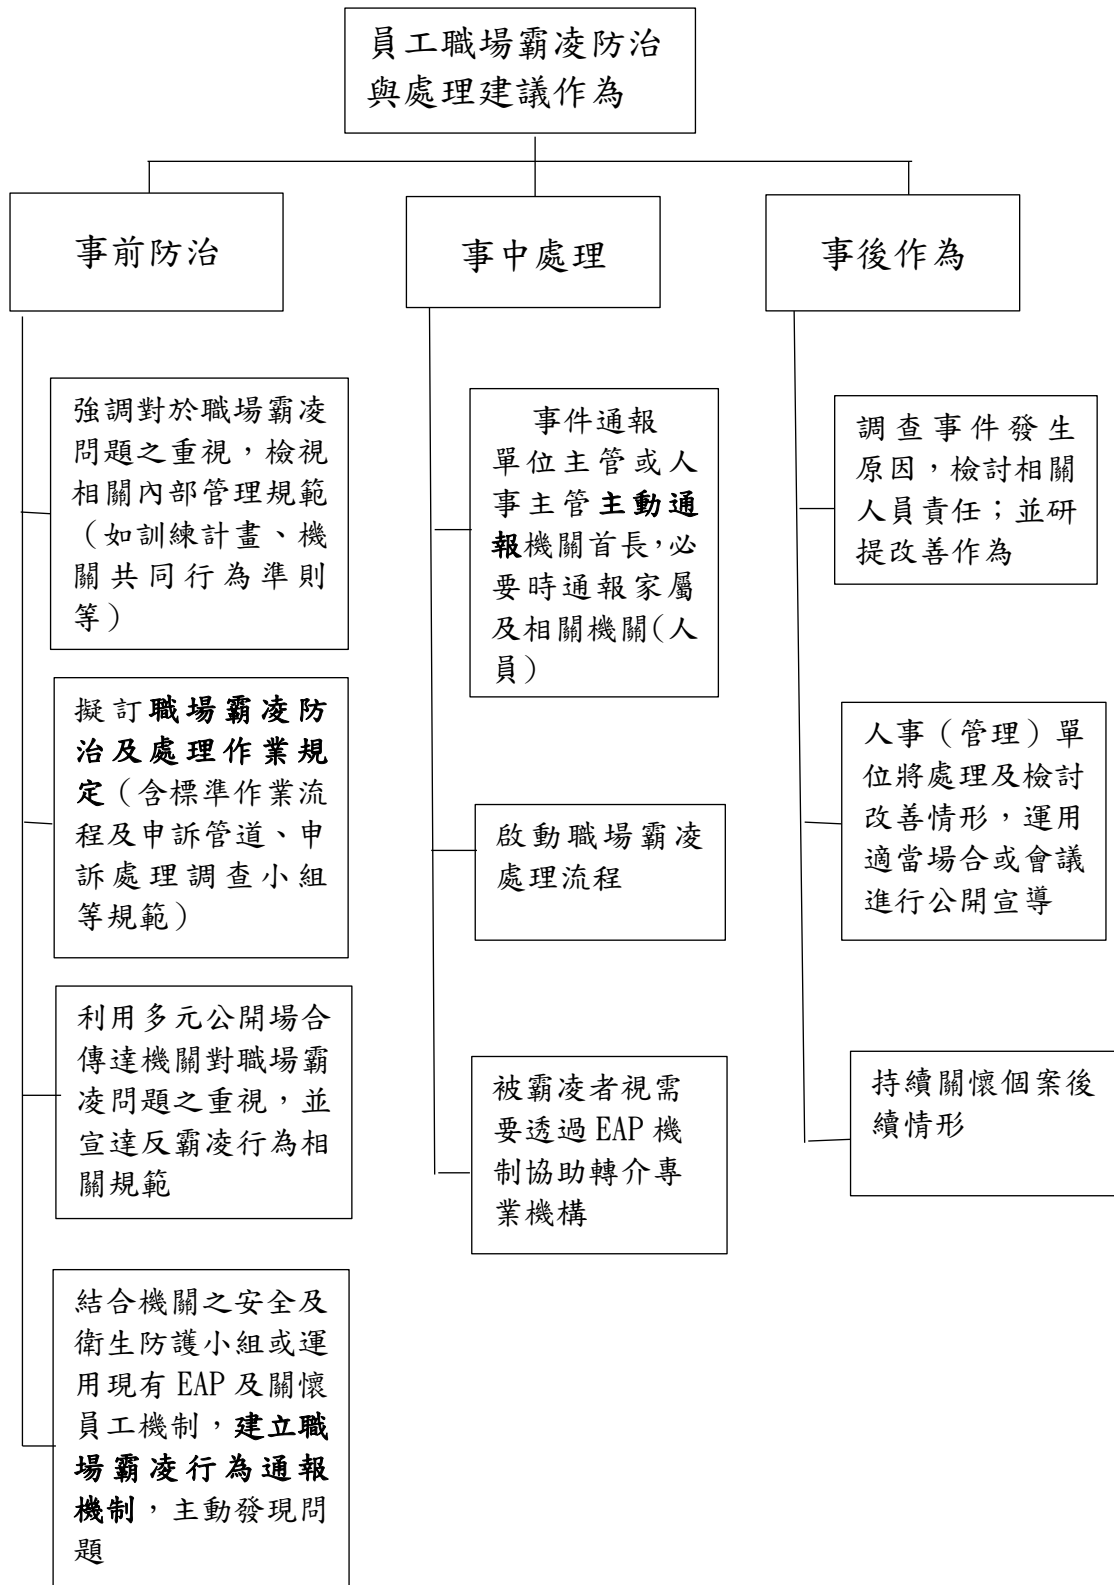 員工職場霸凌防治
與處理建議作為
事前防治
事中處理
事後作為
強調對於職場霸凌
問題之重視，檢視
相關內部管理規範
（如訓練計畫、機
關共同行為準則
等）
擬訂職場霸凌防
治及處理作業規
定（含標準作業流
程及申訴管道、申
訴處理調查小組
等規範）
利用多元公開場合
傳達機關對職場霸
凌問題之重視，並
宣達反霸凌行為相
關規範
結合機關之安全及
衛生防護小組或運
用現有 EAP 及關懷
員工機制，建立職
場霸凌行為通報
機制，主動發現問
題
事件通報
單位主管或人
事主管主動通
報機關首長，必
要時通報家屬
及相關機關(人
員)
啟動職場霸凌
處理流程
被霸凌者視需
要透過 EAP 機
制協助轉介專
業機構
調查事件發生
原因，檢討相關
人員責任；並研
提改善作為
人事（管理）單
位將處理及檢討
改善情形，運用
適當場合或會議
進行公開宣導
持續關懷個案後
續情形